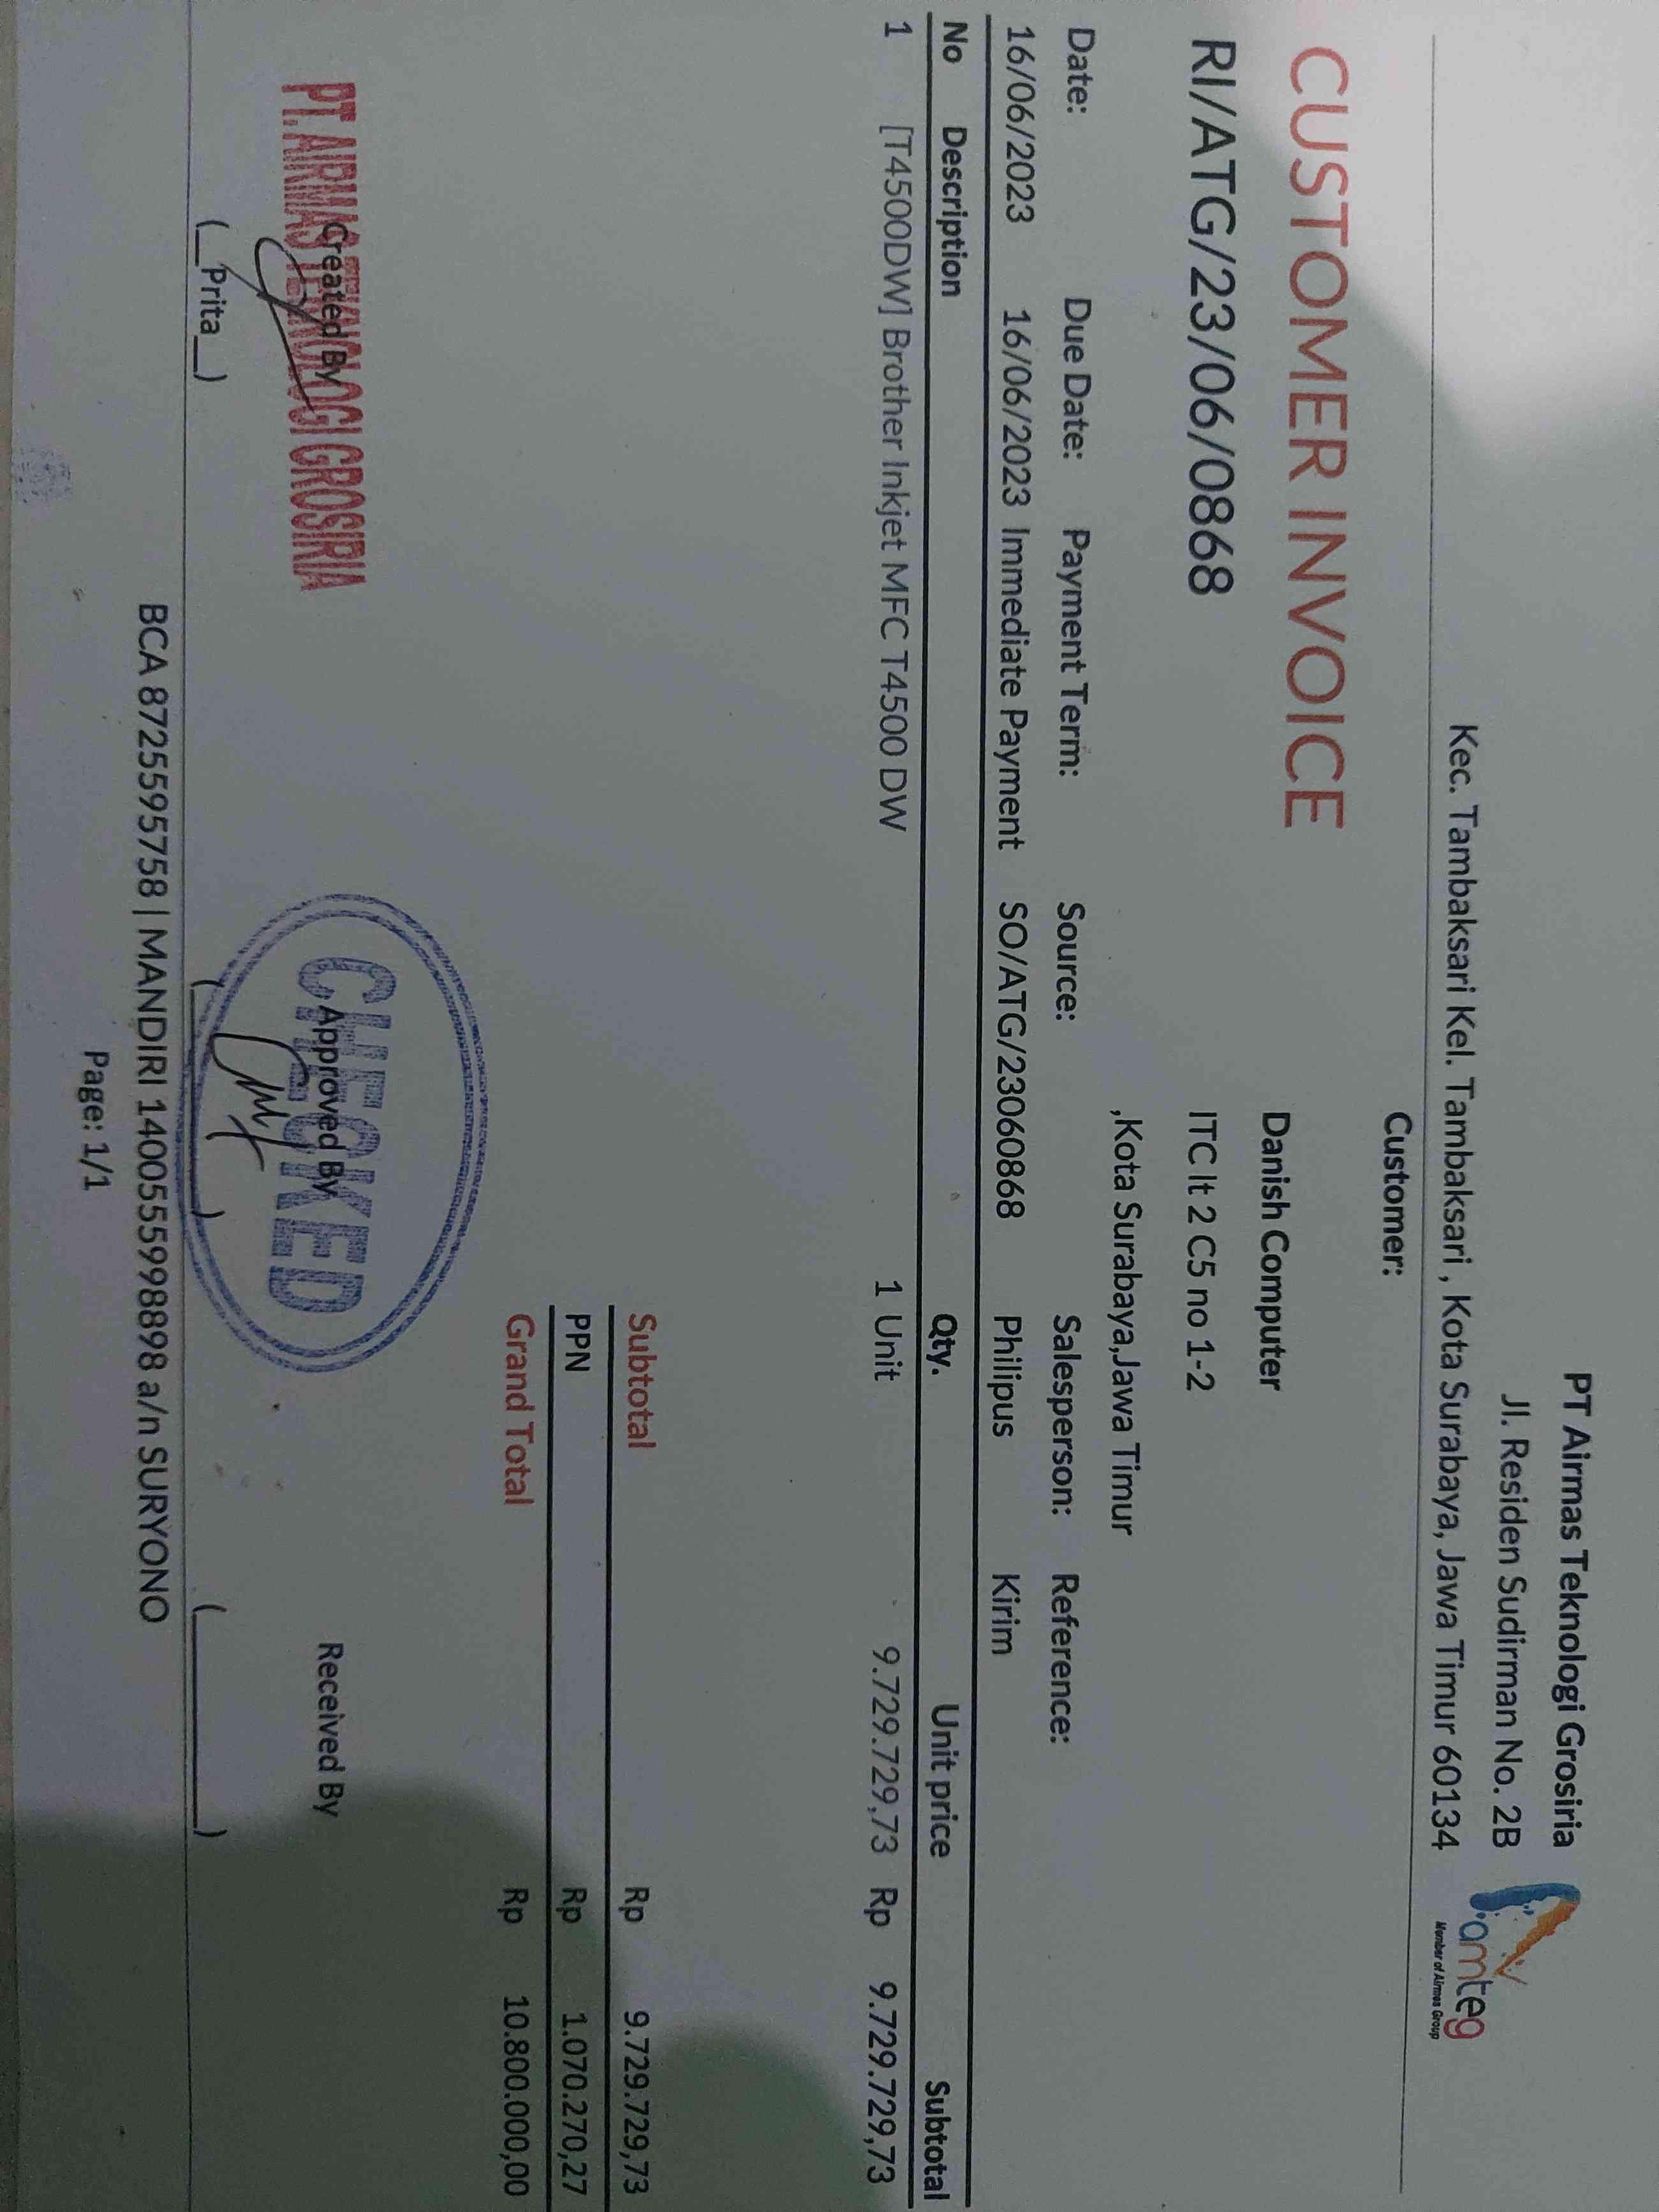 PT Airmas Teknologi Grosiria
Jl. Residen Sudirman No. 2B
Kec. Tambaksari Kel. Tambaksari , Kota Surabaya, Jawa Timur 60134
amteg
Member of Airmas Group
Customer:
CUSTOMER INVOICE
Danish Computer
RI/ATG/23/06/0868
ITC lt 2 C5 no 1-2
,Kota Surabaya,Jawa Timur
Date: Due Date: Payment Term: Source: Salesperson: Reference:
16/06/2023 16/06/2023 Immediate Payment SO/ATG/23060868 Philipus Kirim
No Description Qty. Unit price Subtotal
1 [T4500DW] Brother Inkjet MFC T4500 DW 1 Unit 9.729.729,73 Rp 9.729.729,73
Subtotal Rp 9.729.729,73
PPN Rp 1.070.270,27
Grand Total Rp 10.800.000,00
PT. AIRMAS TEKNOLOGI GROSIRIA
CHECKED
Created By Approved By Received By
(__Prita__) (________) (________)
BCA 8725595758 | MANDIRI 1400555998898 a/n SURYONO
Page: 1/1